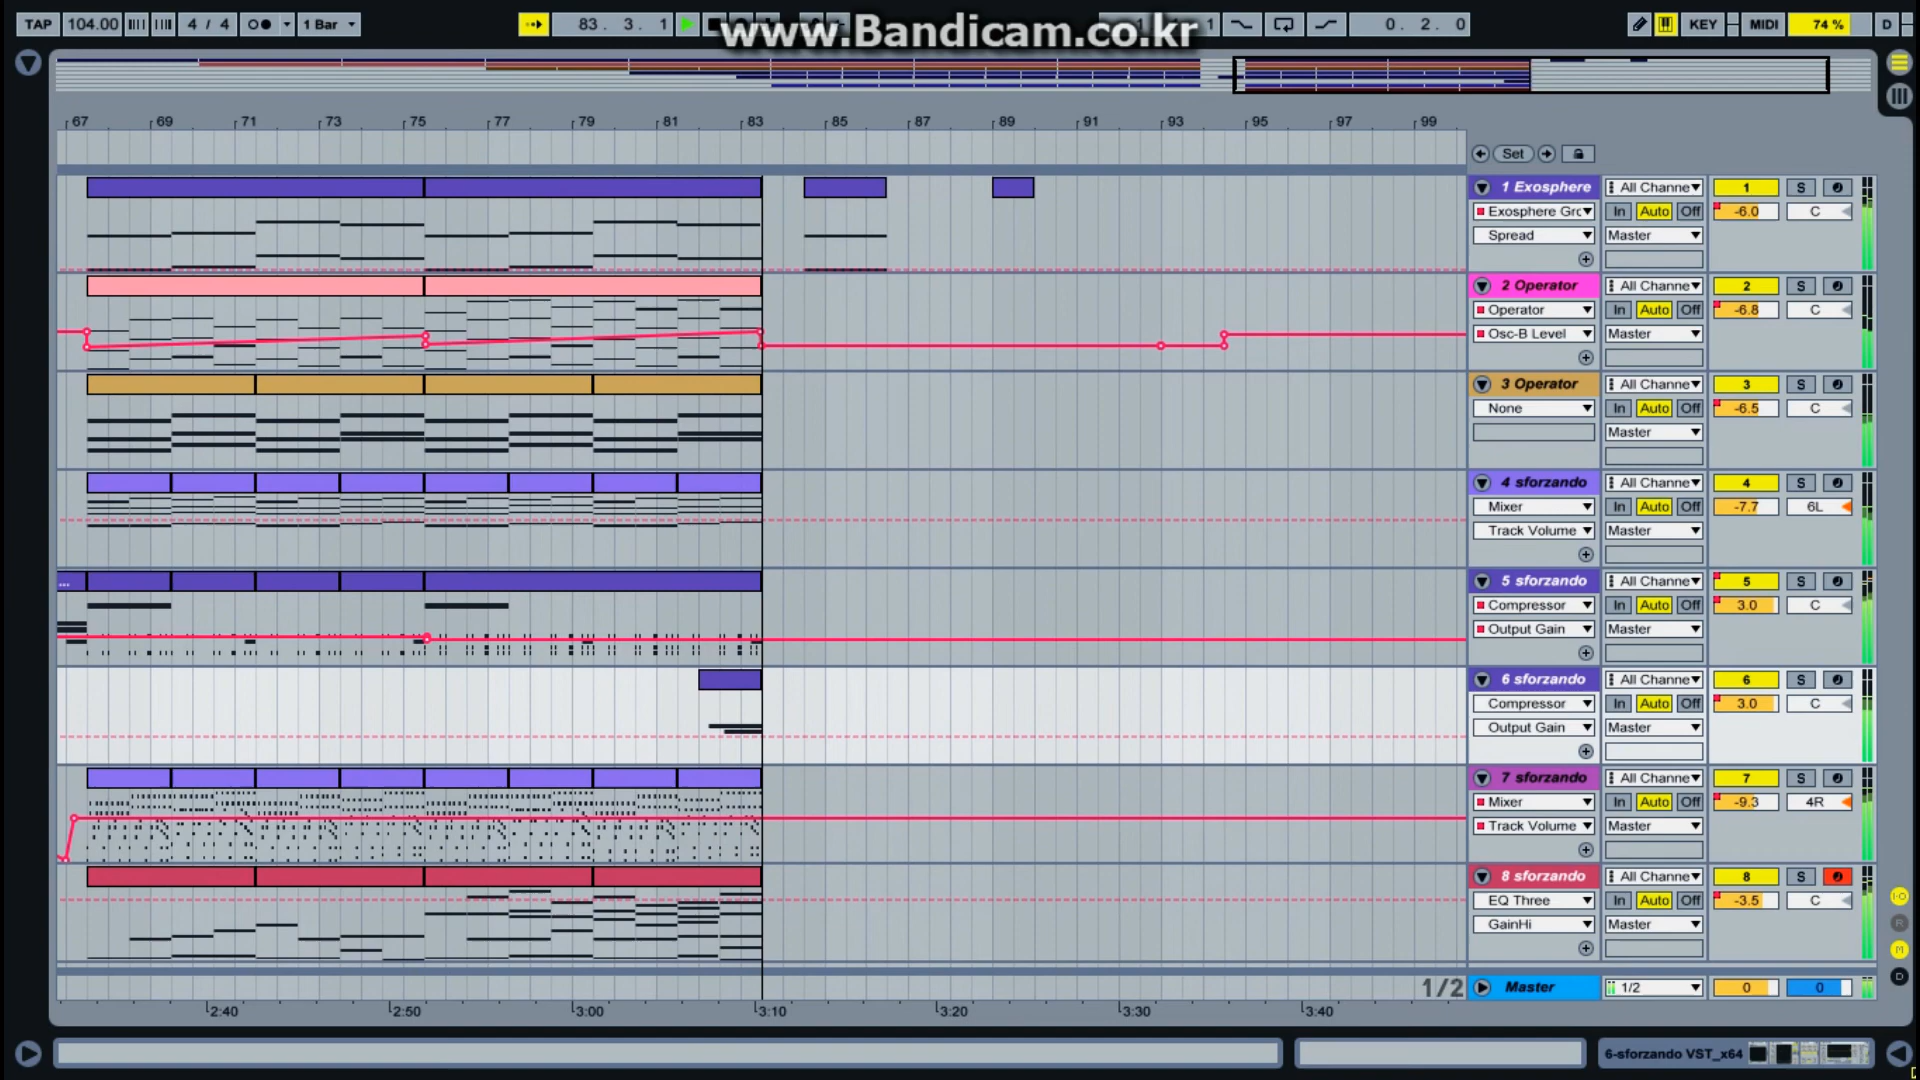 TAP 104.00 4 / 4 1 Bar 83. 3. 1 1 0. 2. 0 KEY MIDI 74 % D
www.Bandicam.co.kr
67 69 71 73 75 77 79 81 83 85 87 89 91 93 95 97 99
Set
1 Exosphere All Channe 1 S
Exosphere Grc In Auto Off -6.0 C
Spread Master
2 Operator All Channe 2 S
Operator In Auto Off -6.8 C
Osc-B Level Master
3 Operator All Channe 3 S
None In Auto Off -6.5 C
Master
4 sforzando All Channe 4 S
Mixer In Auto Off -7.7 6L
Track Volume Master
5 sforzando All Channe 5 S
Compressor In Auto Off 3.0 C
Output Gain Master
6 sforzando All Channe 6 S
Compressor In Auto Off 3.0 C
Output Gain Master
7 sforzando All Channe 7 S
Mixer In Auto Off -9.3 4R
Track Volume Master
8 sforzando All Channe 8 S
EQ Three In Auto Off -3.5 C
GainHi Master
I·O
R
M
D
1/2 Master 1/2 0 0
2:40 2:50 3:00 3:10 3:20 3:30 3:40
6-sforzando VST_x64